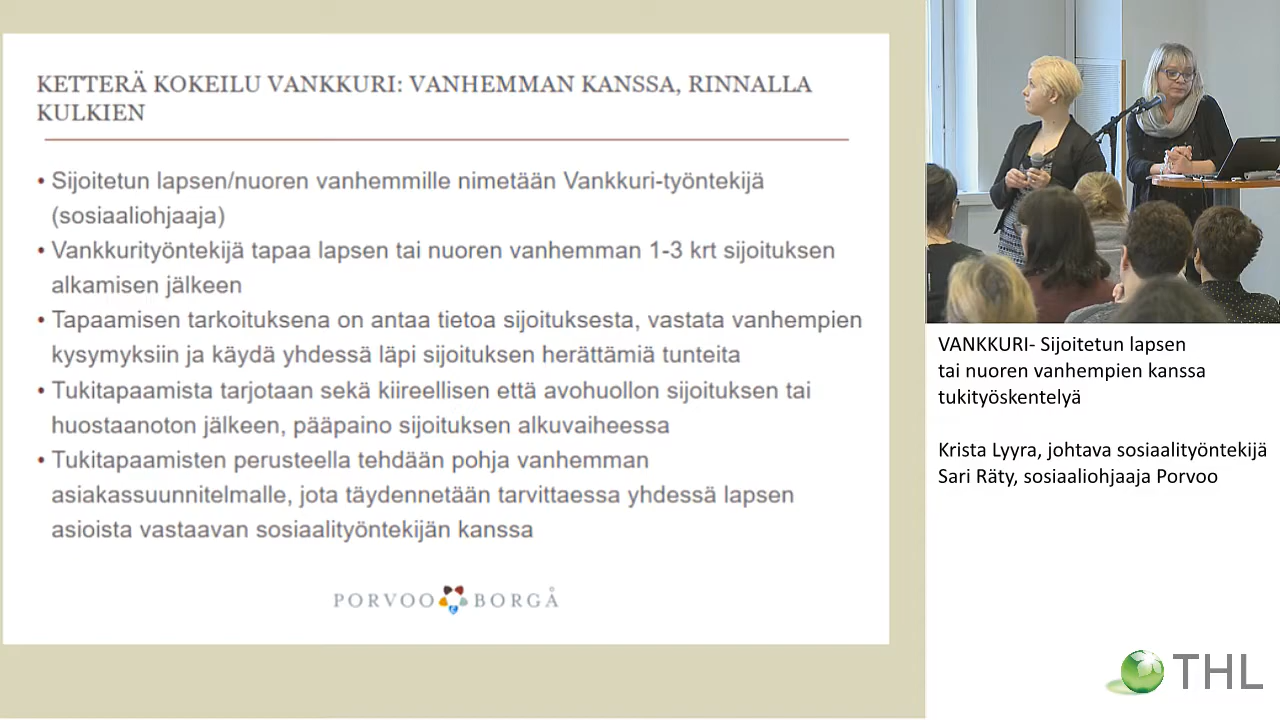 KETTERÄ KOKEILU VANKKURI: VANHEMMAN KANSSA, RINNALLA
KULKIEN
• Sijoitetun lapsen/nuoren vanhemmille nimetään Vankkuri-työntekijä
(sosiaaliohjaaja)
• Vankkurityöntekijä tapaa lapsen tai nuoren vanhemman 1-3 krt sijoituksen
alkamisen jälkeen
• Tapaamisen tarkoituksena on antaa tietoa sijoituksesta, vastata vanhempien
kysymyksiin ja käydä yhdessä läpi sijoituksen herättämiä tunteita
• Tukitapaamista tarjotaan sekä kiireellisen että avohuollon sijoituksen tai
huostaanoton jälkeen, pääpaino sijoituksen alkuvaiheessa
• Tukitapaamisten perusteella tehdään pohja vanhemman
asiakassuunnitelmalle, jota täydennetään tarvittaessa yhdessä lapsen
asioista vastaavan sosiaalityöntekijän kanssa
PORVOO BORGÅ
VANKKURI- Sijoitetun lapsen
tai nuoren vanhempien kanssa
tukityöskentelyä
Krista Lyyra, johtava sosiaalityöntekijä
Sari Räty, sosiaaliohjaaja Porvoo
THL